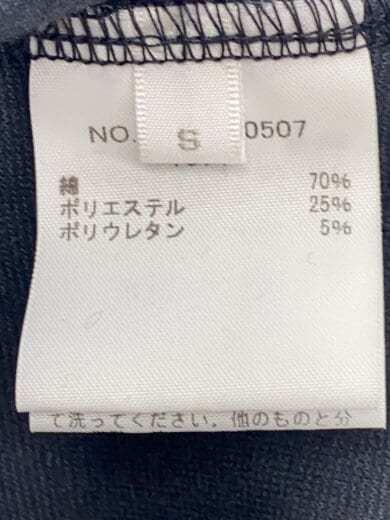 S
NO. 0507
綿 70%
ポリエステル 25%
ポリウレタン 5%
て洗ってください。他のものと分